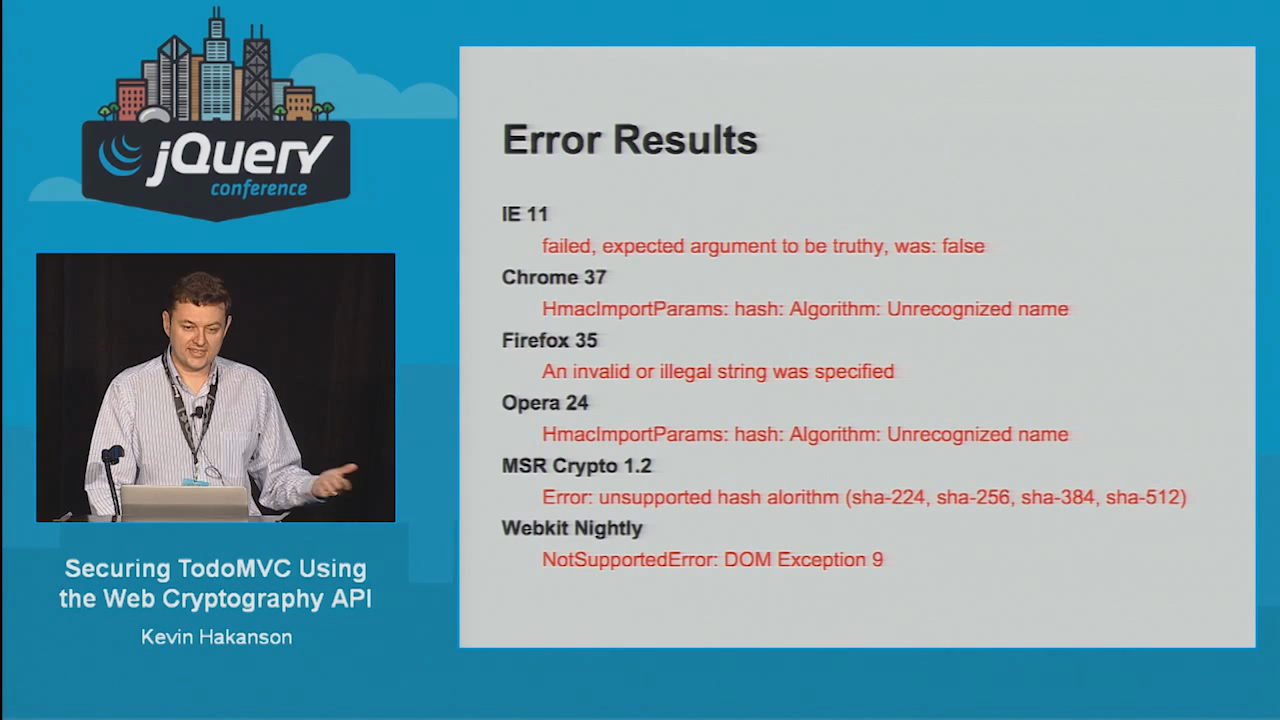 jQuery
conference
Securing TodoMVC Using
the Web Cryptography API
Kevin Hakanson
Error Results
IE 11
failed, expected argument to be truthy, was: false
Chrome 37
HmacImportParams: hash: Algorithm: Unrecognized name
Firefox 35
An invalid or illegal string was specified
Opera 24
HmacImportParams: hash: Algorithm: Unrecognized name
MSR Crypto 1.2
Error: unsupported hash alorithm (sha-224, sha-256, sha-384, sha-512)
Webkit Nightly
NotSupportedError: DOM Exception 9